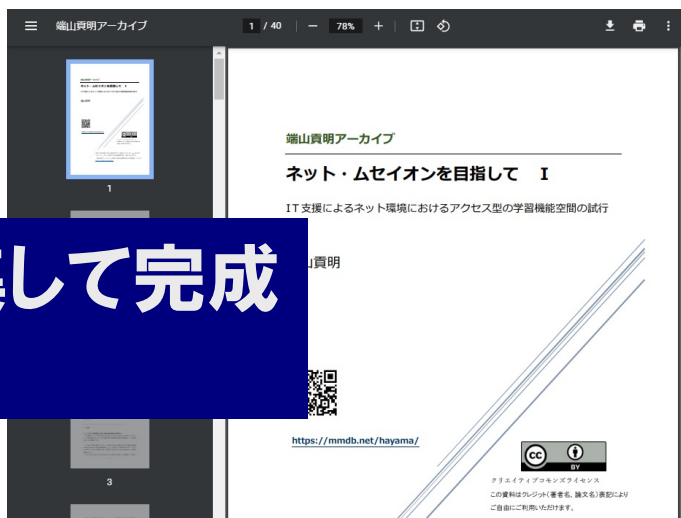 端山貢明アーカイブ
1 / 40
78%
1
端山貢明アーカイブ
ネット・ムセイオンを目指して　I
IT支援によるネット環境におけるアクセス型の学習機能空間の試行
山貢明
して完成
https://mmdb.net/hayama/
cc
BY
クリエイティブコモンズライセンス
この資料はクレジット(著者名、論文名)表記により
ご自由にご利用いただけます。
3